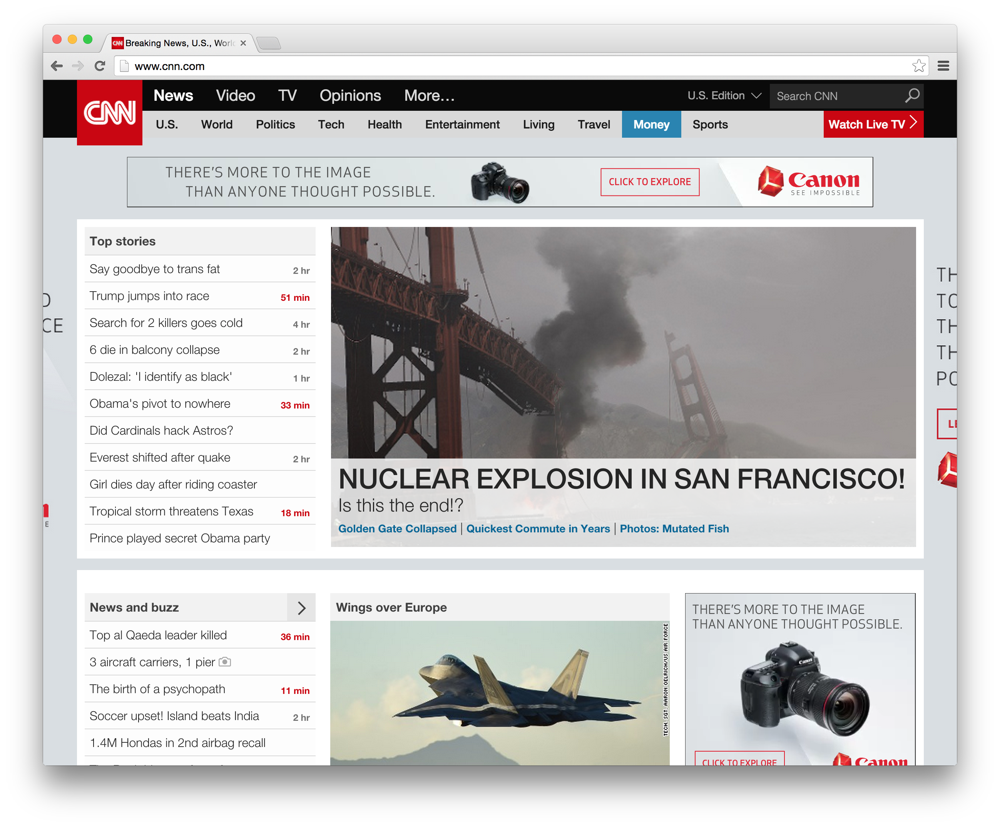 CNN Breaking News, U.S., Worl
www.cnn.com
CNN
News Video TV Opinions More...
U.S. Edition
Search CNN
U.S. World Politics Tech Health Entertainment Living Travel Money Sports
Watch Live TV
THERE'S MORE TO THE IMAGE
THAN ANYONE THOUGHT POSSIBLE.
CLICK TO EXPLORE
Canon
SEE IMPOSSIBLE
Top stories
Say goodbye to trans fat 2 hr
Trump jumps into race 51 min
Search for 2 killers goes cold 4 hr
6 die in balcony collapse 2 hr
Dolezal: 'I identify as black' 1 hr
Obama's pivot to nowhere 33 min
Did Cardinals hack Astros?
Everest shifted after quake 2 hr
Girl dies day after riding coaster
Tropical storm threatens Texas 18 min
Prince played secret Obama party
NUCLEAR EXPLOSION IN SAN FRANCISCO!
Is this the end!?
Golden Gate Collapsed | Quickest Commute in Years | Photos: Mutated Fish
CE
TH
TO
TH
TH
PO
LE
News and buzz
Top al Qaeda leader killed 36 min
3 aircraft carriers, 1 pier
The birth of a psychopath 11 min
Soccer upset! Island beats India 2 hr
1.4M Hondas in 2nd airbag recall
Wings over Europe
TECH. SGT. AARON OELRICH/US AIR FORCE
THERE'S MORE TO THE IMAGE
THAN ANYONE THOUGHT POSSIBLE.
Canon
CLICK TO EXPLORE
Canon